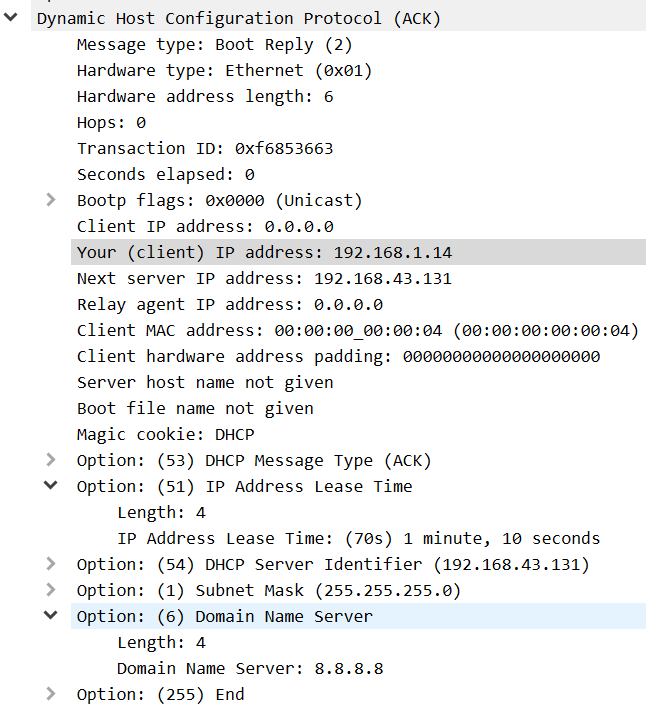 Dynamic Host Configuration Protocol (ACK)
Message type: Boot Reply (2)
Hardware type: Ethernet (0x01)
Hardware address length: 6
Hops: 0
Transaction ID: 0xf6853663
Seconds elapsed: 0
Bootp flags: 0x0000 (Unicast)
Client IP address: 0.0.0.0
Your (client) IP address: 192.168.1.14
Next server IP address: 192.168.43.131
Relay agent IP address: 0.0.0.0
Client MAC address: 00:00:00_00:00:04 (00:00:00:00:00:04)
Client hardware address padding: 00000000000000000000
Server host name not given
Boot file name not given
Magic cookie: DHCP
Option: (53) DHCP Message Type (ACK)
Option: (51) IP Address Lease Time
Length: 4
IP Address Lease Time: (70s) 1 minute, 10 seconds
Option: (54) DHCP Server Identifier (192.168.43.131)
Option: (1) Subnet Mask (255.255.255.0)
Option: (6) Domain Name Server
Length: 4
Domain Name Server: 8.8.8.8
Option: (255) End